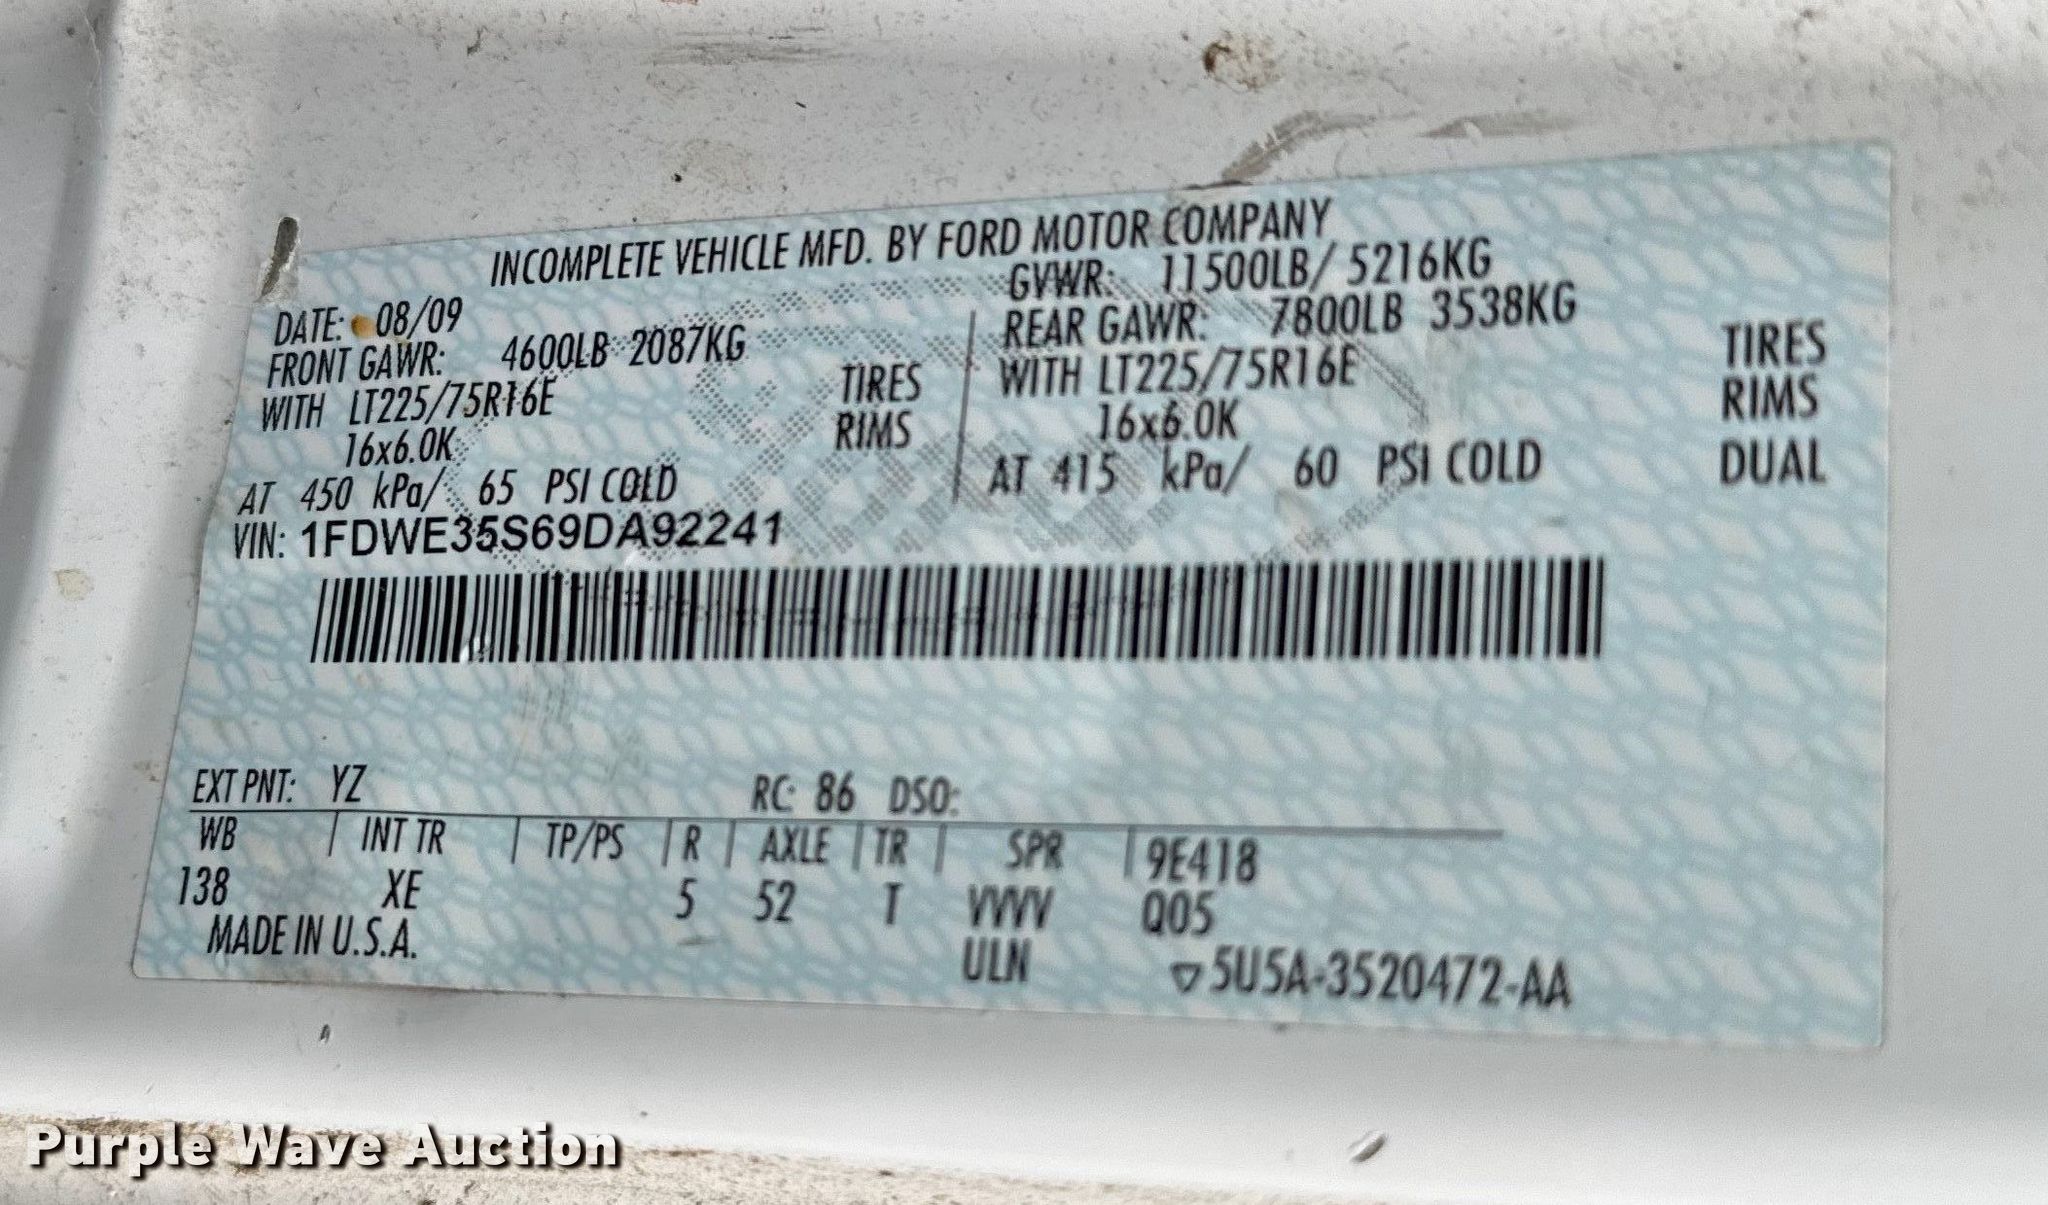 INCOMPLETE VEHICLE MFD. BY FORD MOTOR COMPANY
DATE: 08/09 GVWR: 11500LB/ 5216KG
FRONT GAWR: 4600LB 2087KG REAR GAWR: 7800LB 3538KG
WITH LT225/75R16E TIRES WITH LT225/75R16E TIRES
16x6.0K RIMS 16x6.0K RIMS
AT 450 kPa/ 65 PSI COLD AT 415 kPa/ 60 PSI COLD DUAL
VIN: 1FDWE35S69DA92241
EXT PNT: YZ RC: 86 DSO:
WB | INT TR | TP/PS | R | AXLE | TR | SPR | 9E418
138 XE 5 52 T VVVV Q05
MADE IN U.S.A. ULN ▽5U5A-3520472-AA
Purple Wave Auction